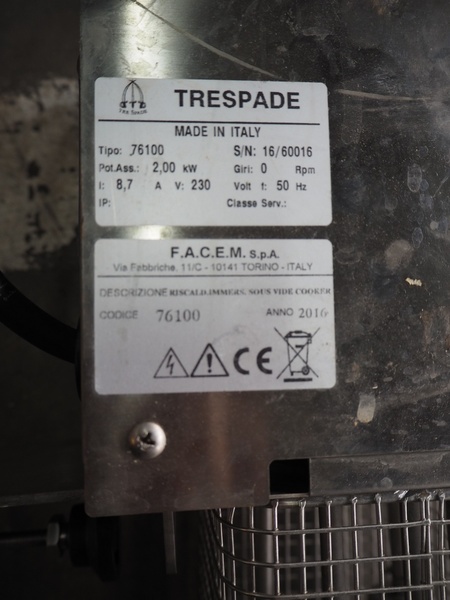 TRE SPADE
TRESPADE
MADE IN ITALY
Tipo: 76100 S/N: 16/60016
Pot.Ass.: 2,00 kW Giri: 0 Rpm
I: 8,7 A V: 230 Volt f: 50 Hz
IP: Classe Serv.:
F.A.C.E.M. S.p.A.
Via Fabbriche, 11/C - 10141 TORINO - ITALY
DESCRIZIONE RISCALD.IMMERS. SOUS VIDE COOKER
CODICE 76100 ANNO 2016
CE